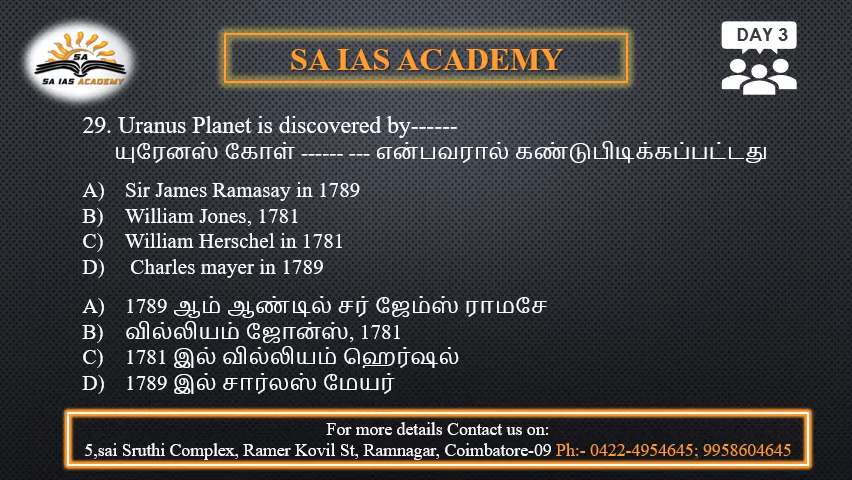 SA
SA IAS ACADEMY
SA IAS ACADEMY
DAY 3
29. Uranus Planet is discovered by------
யுரேனஸ் கோள் ------ --- என்பவரால் கண்டுபிடிக்கப்பட்டது
A) Sir James Ramasay in 1789
B) William Jones, 1781
C) William Herschel in 1781
D) Charles mayer in 1789
A) 1789 ஆம் ஆண்டில் சர் ஜேம்ஸ் ராமசே
B) வில்லியம் ஜோன்ஸ், 1781
C) 1781 இல் வில்லியம் ஹெர்ஷல்
D) 1789 இல் சார்லஸ் மேயர்
For more details Contact us on:
5,sai Sruthi Complex, Ramer Kovil St, Ramnagar, Coimbatore-09 Ph:- 0422-4954645; 9958604645